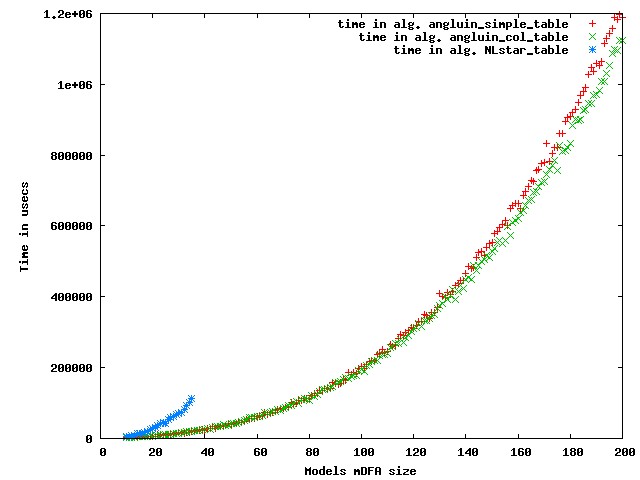 1.2e+06
1e+06
800000
600000
400000
200000
0
time in alg. angluin_simple_table
time in alg. angluin_col_table
time in alg. NLstar_table
Time in usecs
0 20 40 60 80 100 120 140 160 180 200
Models mDFA size